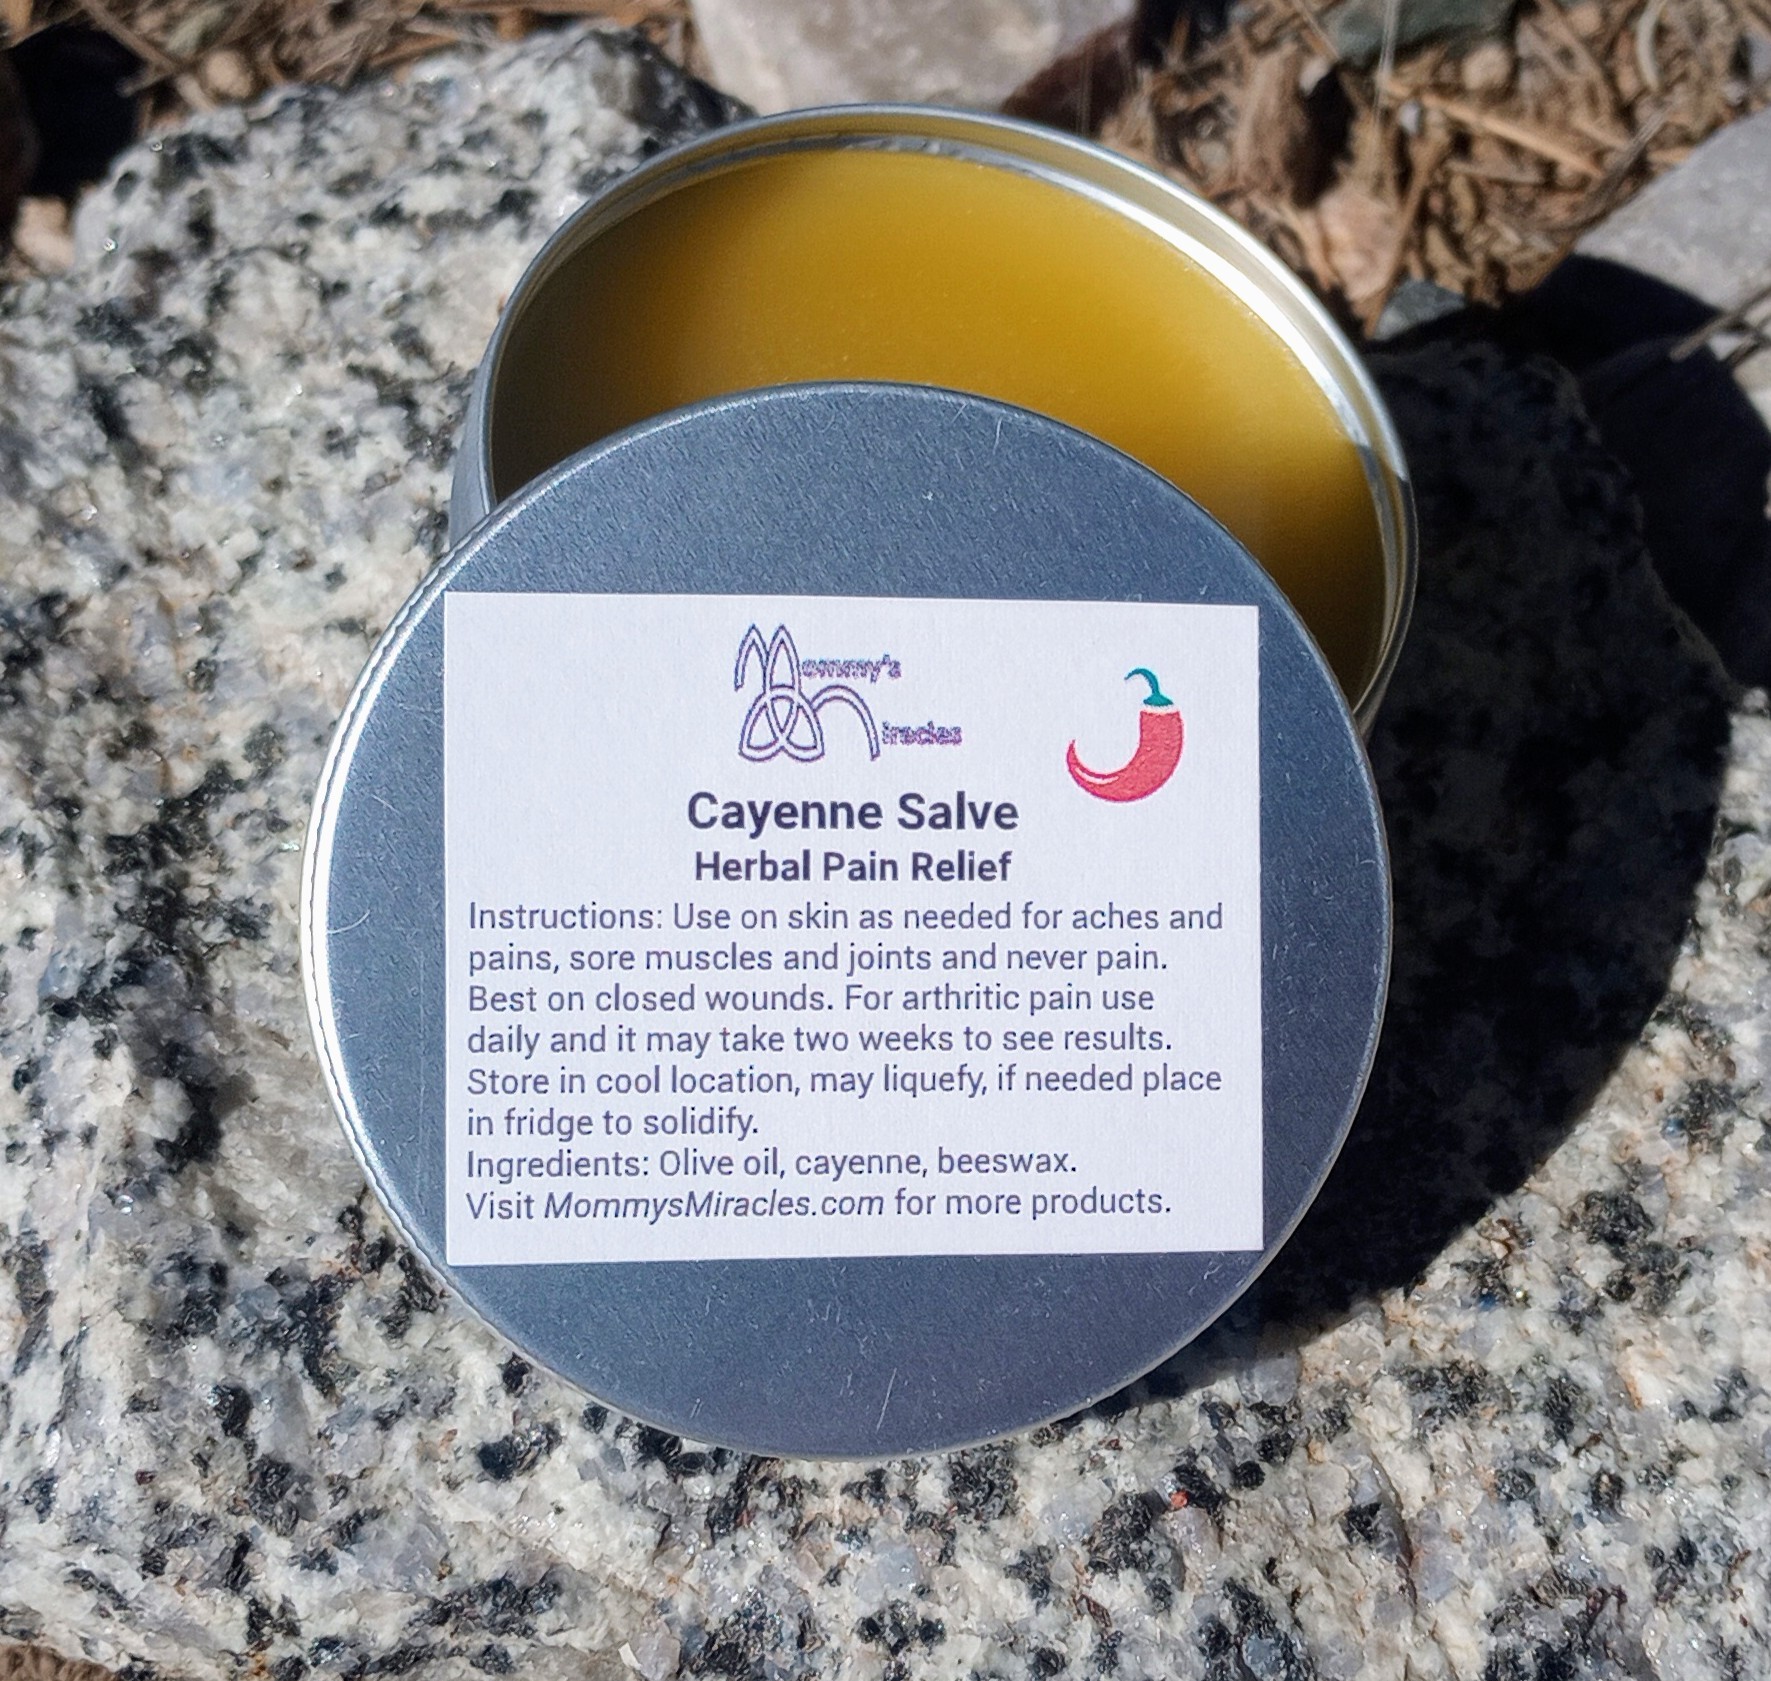 Mommy's
Miracles
Cayenne Salve
Herbal Pain Relief
Instructions: Use on skin as needed for aches and
pains, sore muscles and joints and never pain.
Best on closed wounds. For arthritic pain use
daily and it may take two weeks to see results.
Store in cool location, may liquefy, if needed place
in fridge to solidify.
Ingredients: Olive oil, cayenne, beeswax.
Visit MommysMiracles.com for more products.